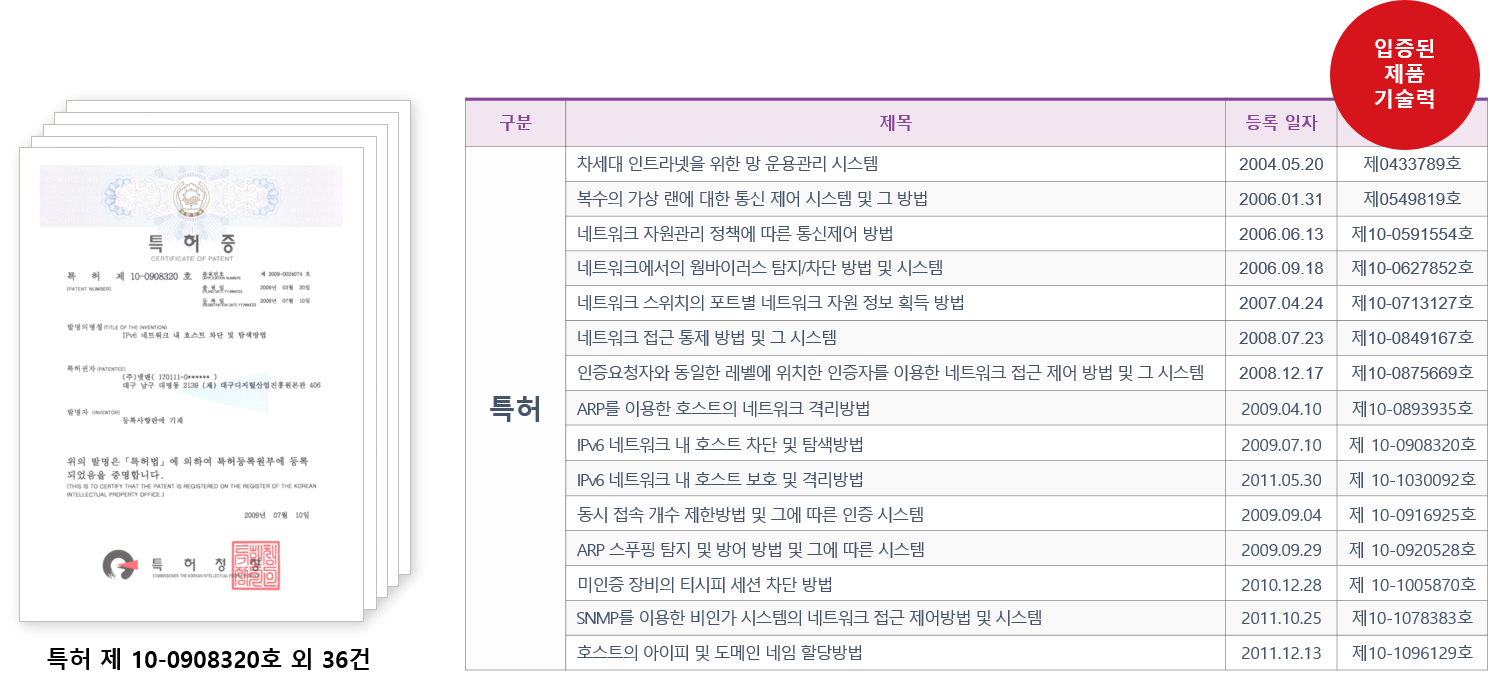 입증된
제품
기술력
특 허 증
CERTIFICATE OF PATENT
특 허 제 10-0908320 호
(PATENT NUMBER)
제 2009-0024074 호
출 원 일 2009년 03월 20일
등 록 일 2009년 07월 10일
발명의명칭 (TITLE OF THE INVENTION)
IPv6 네트워크 내 호스트 차단 및 탐색방법
특허권자 (PATENTEE)
(주)넷맨( 170111-0****** )
대구 남구 대명동 2139 (재) 대구디지털산업진흥원본관 406
발명자 (INVENTOR)
등록사항란에 기재
위의 발명은 「특허법」에 의하여 특허등록원부에 등록
되었음을 증명합니다.
(THIS IS TO CERTIFY THAT THE PATENT IS REGISTERED ON THE REGISTER OF THE KOREAN
INTELLECTUAL PROPERTY OFFICE.)
2009년 07월 10일
특 허 청 장
특허 제 10-0908320호 외 36건
구분 제목 등록 일자
특허
차세대 인트라넷을 위한 망 운용관리 시스템 2004.05.20 제0433789호
복수의 가상 랜에 대한 통신 제어 시스템 및 그 방법 2006.01.31 제0549819호
네트워크 자원관리 정책에 따른 통신제어 방법 2006.06.13 제10-0591554호
네트워크에서의 웜바이러스 탐지/차단 방법 및 시스템 2006.09.18 제10-0627852호
네트워크 스위치의 포트별 네트워크 자원 정보 획득 방법 2007.04.24 제10-0713127호
네트워크 접근 통제 방법 및 그 시스템 2008.07.23 제10-0849167호
인증요청자와 동일한 레벨에 위치한 인증자를 이용한 네트워크 접근 제어 방법 및 그 시스템 2008.12.17 제10-0875669호
ARP를 이용한 호스트의 네트워크 격리방법 2009.04.10 제10-0893935호
IPv6 네트워크 내 호스트 차단 및 탐색방법 2009.07.10 제 10-0908320호
IPv6 네트워크 내 호스트 보호 및 격리방법 2011.05.30 제 10-1030092호
동시 접속 개수 제한방법 및 그에 따른 인증 시스템 2009.09.04 제 10-0916925호
ARP 스푸핑 탐지 및 방어 방법 및 그에 따른 시스템 2009.09.29 제 10-0920528호
미인증 장비의 티시피 세션 차단 방법 2010.12.28 제 10-1005870호
SNMP를 이용한 비인가 시스템의 네트워크 접근 제어방법 및 시스템 2011.10.25 제10-1078383호
호스트의 아이피 및 도메인 네임 할당방법 2011.12.13 제10-1096129호